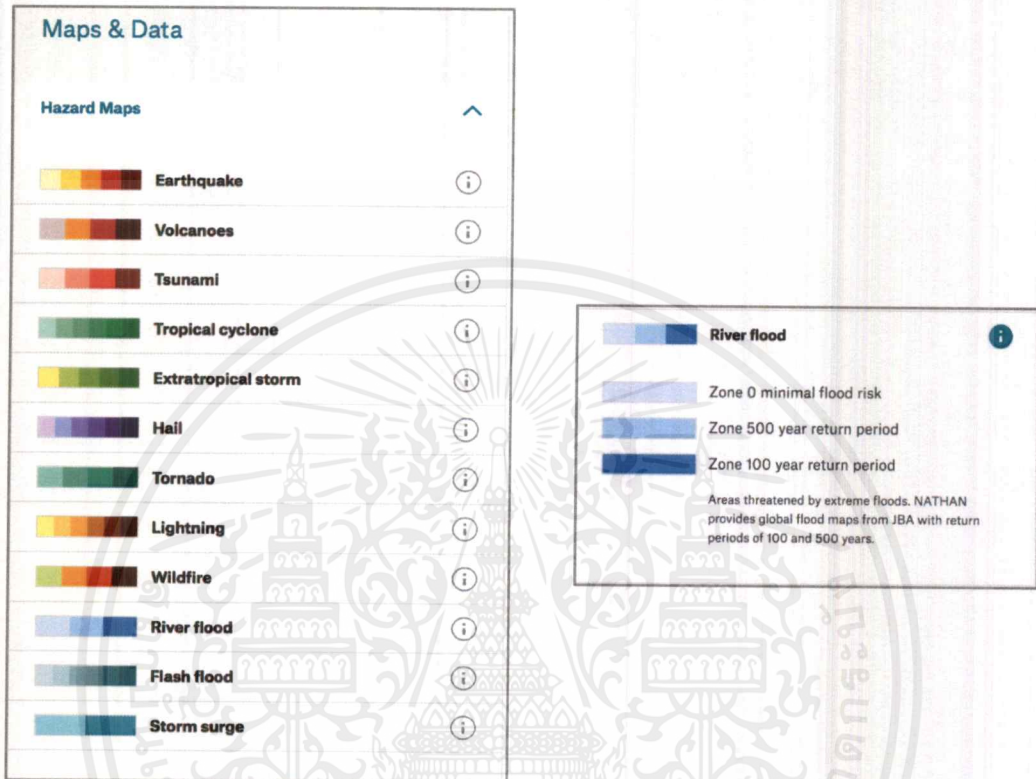 Maps & Data
Hazard Maps
Earthquake
Volcanoes
Tsunami
Tropical cyclone
Extratropical storm
Hail
Tornado
Lightning
Wildfire
River flood
Flash flood
Storm surge
River flood
Zone 0 minimal flood risk
Zone 500 year return period
Zone 100 year return period
Areas threatened by extreme floods. NATHAN
provides global flood maps from JBA with return
periods of 100 and 500 years.